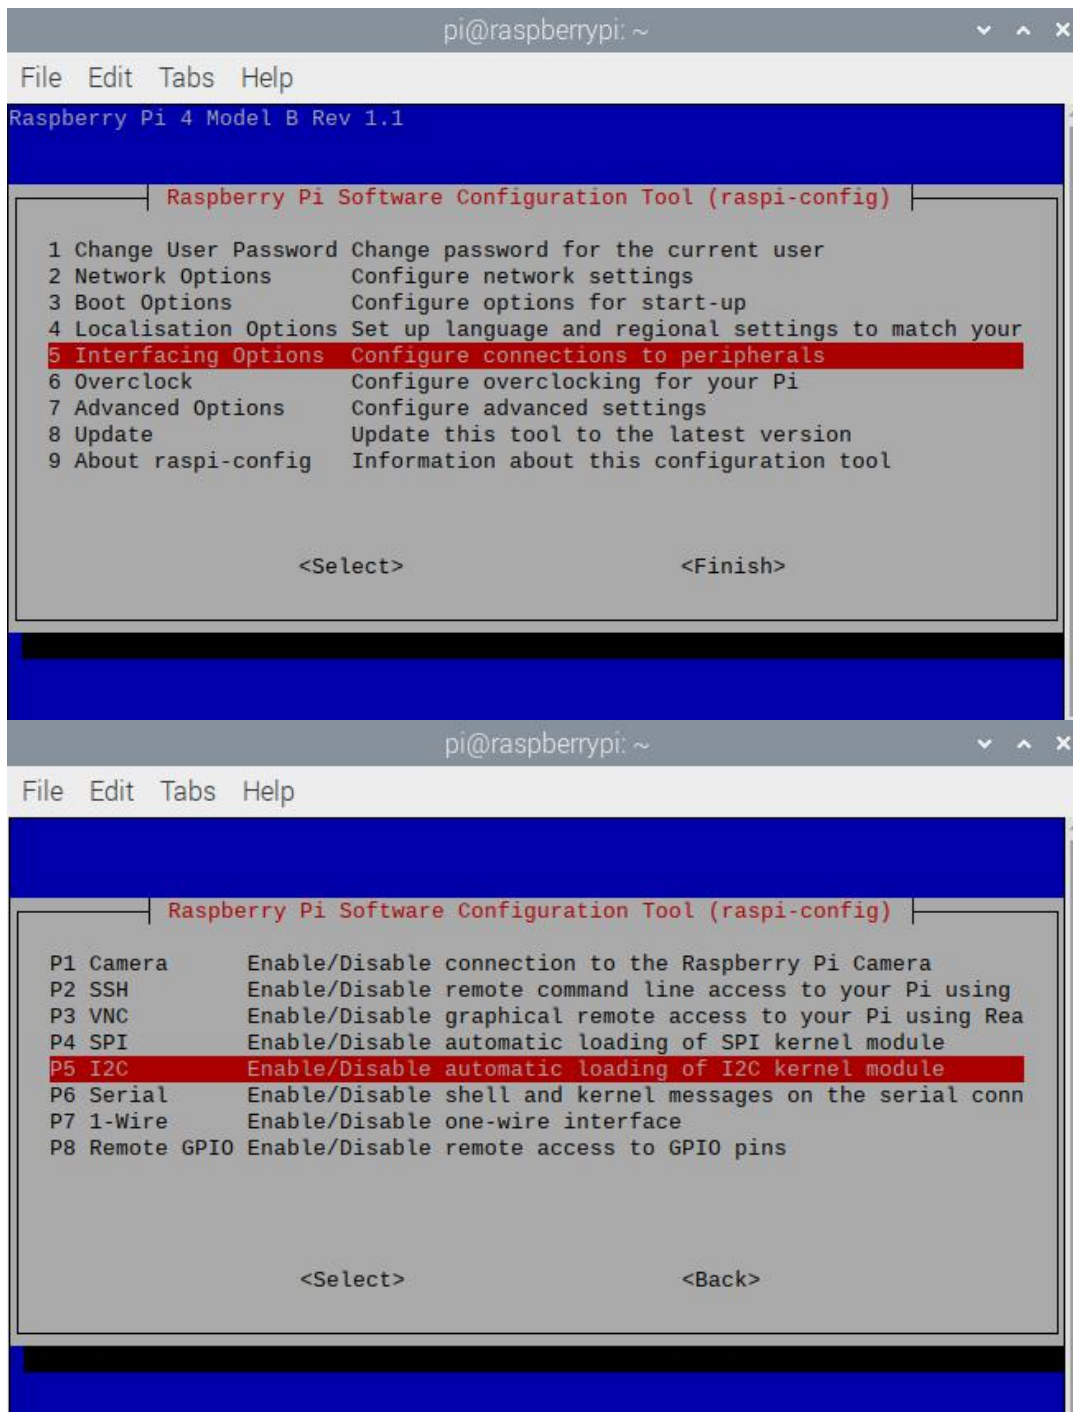 pi@raspberrypi: ~
File Edit Tabs Help
Raspberry Pi 4 Model B Rev 1.1
Raspberry Pi Software Configuration Tool (raspi-config)
1 Change User Password Change password for the current user
2 Network Options Configure network settings
3 Boot Options Configure options for start-up
4 Localisation Options Set up language and regional settings to match your
5 Interfacing Options Configure connections to peripherals
6 Overclock Configure overclocking for your Pi
7 Advanced Options Configure advanced settings
8 Update Update this tool to the latest version
9 About raspi-config Information about this configuration tool
<Select> <Finish>
pi@raspberrypi: ~
File Edit Tabs Help
Raspberry Pi Software Configuration Tool (raspi-config)
P1 Camera Enable/Disable connection to the Raspberry Pi Camera
P2 SSH Enable/Disable remote command line access to your Pi using
P3 VNC Enable/Disable graphical remote access to your Pi using Rea
P4 SPI Enable/Disable automatic loading of SPI kernel module
P5 I2C Enable/Disable automatic loading of I2C kernel module
P6 Serial Enable/Disable shell and kernel messages on the serial conn
P7 1-Wire Enable/Disable one-wire interface
P8 Remote GPIO Enable/Disable remote access to GPIO pins
<Select> <Back>